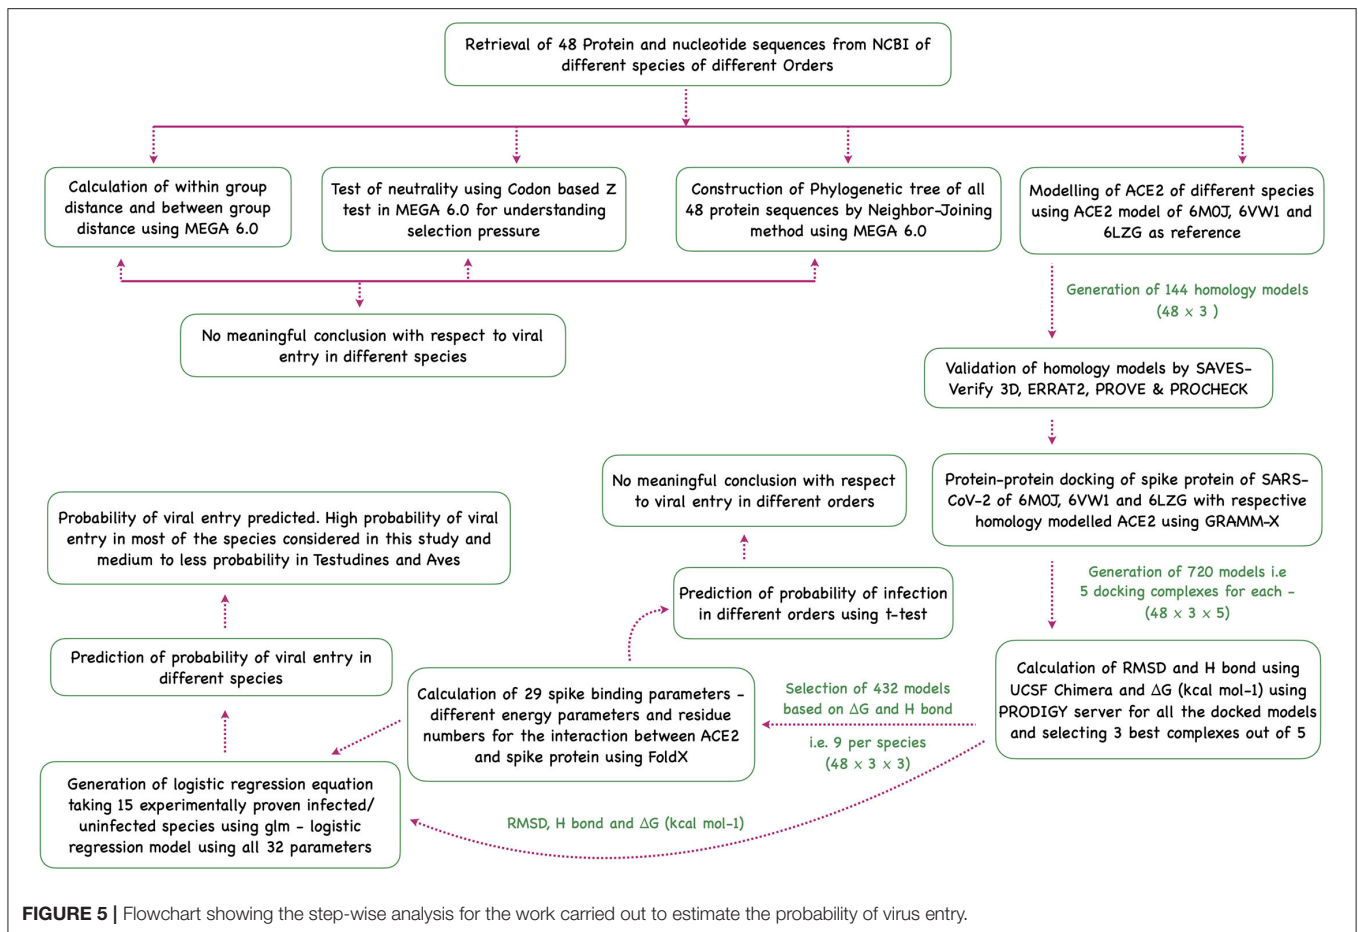 Retrieval of 48 Protein and nucleotide sequences from NCBI of
different species of different Orders
Calculation of within group
distance and between group
distance using MEGA 6.0
Test of neutrality using Codon based Z
test in MEGA 6.0 for understanding
selection pressure
Construction of Phylogenetic tree of all
48 protein sequences by Neighbor-Joining
method using MEGA 6.0
Modelling of ACE2 of different species
using ACE2 model of 6M0J, 6VW1 and
6LZG as reference
No meaningful conclusion with respect to viral
entry in different species
Generation of 144 homology models
(48 x 3 )
Validation of homology models by SAVES-
Verify 3D, ERRAT2, PROVE & PROCHECK
Protein-protein docking of spike protein of SARS-
CoV-2 of 6M0J, 6VW1 and 6LZG with respective
homology modelled ACE2 using GRAMM-X
Generation of 720 models i.e
5 docking complexes for each -
(48 x 3 x 5)
Calculation of RMSD and H bond using
UCSF Chimera and ΔG (kcal mol-1) using
PRODIGY server for all the docked models
and selecting 3 best complexes out of 5
Selection of 432 models
based on ΔG and H bond
i.e. 9 per species
(48 x 3 x 3)
RMSD, H bond and ΔG (kcal mol-1)
Calculation of 29 spike binding parameters -
different energy parameters and residue
numbers for the interaction between ACE2
and spike protein using FoldX
Prediction of probability of infection
in different orders using t-test
No meaningful conclusion with respect
to viral entry in different orders
Generation of logistic regression equation
taking 15 experimentally proven infected/
uninfected species using glm - logistic
regression model using all 32 parameters
Prediction of probability of viral entry in
different species
Probability of viral entry predicted. High probability of viral
entry in most of the species considered in this study and
medium to less probability in Testudines and Aves
FIGURE 5 | Flowchart showing the step-wise analysis for the work carried out to estimate the probability of virus entry.